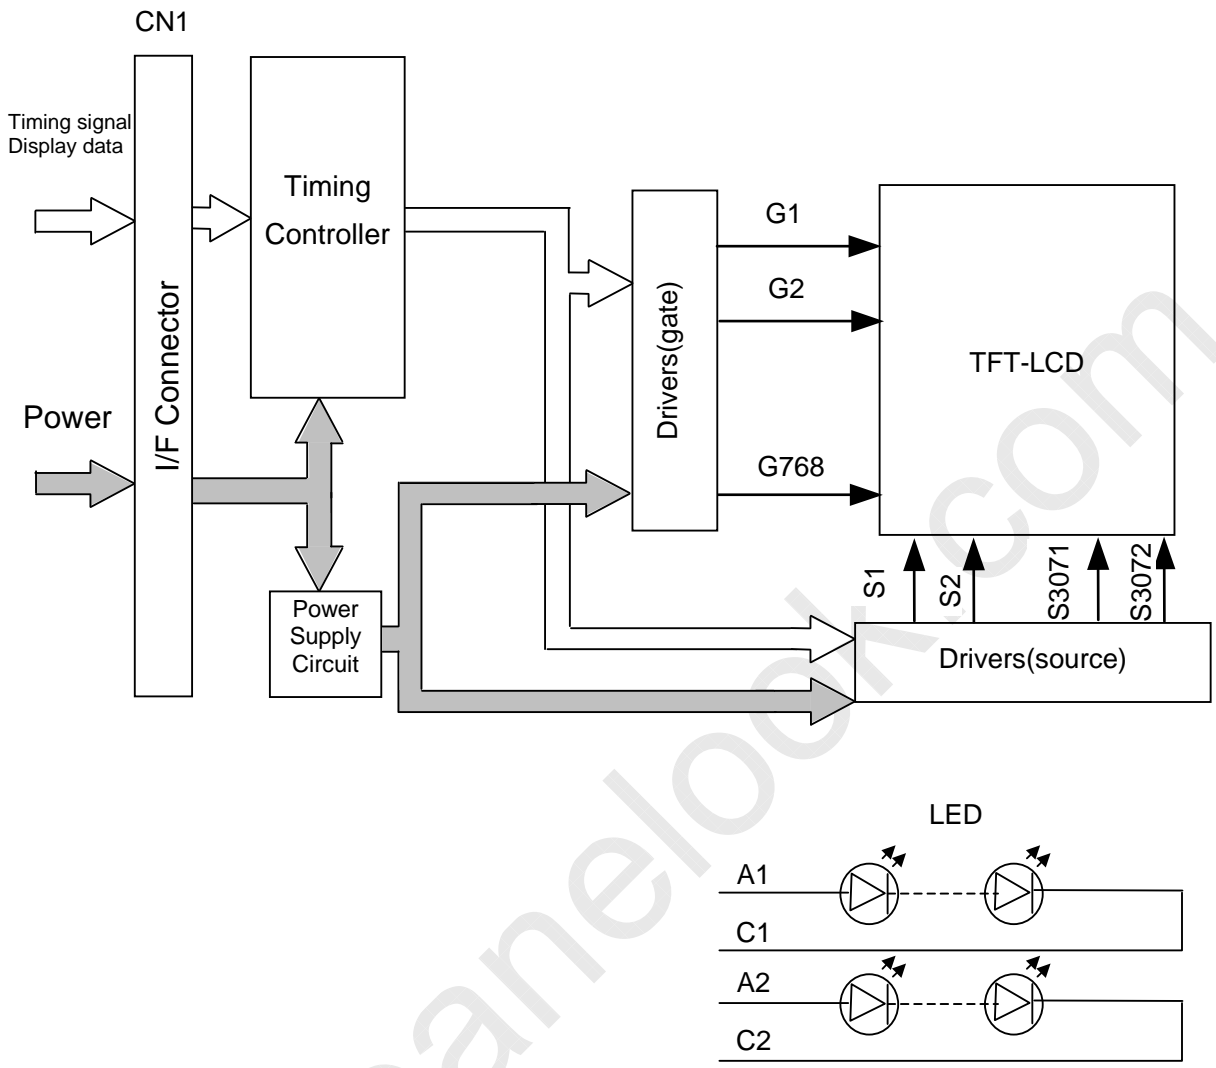 CN1
Timing signal
Display data
Timing
Controller
I/F Connector
Power
Drivers(gate)
G1
G2
G768
TFT-LCD
S1
S2
S3071
S3072
Power
Supply
Circuit
Drivers(source)
LED
A1
C1
A2
C2
panelook.com